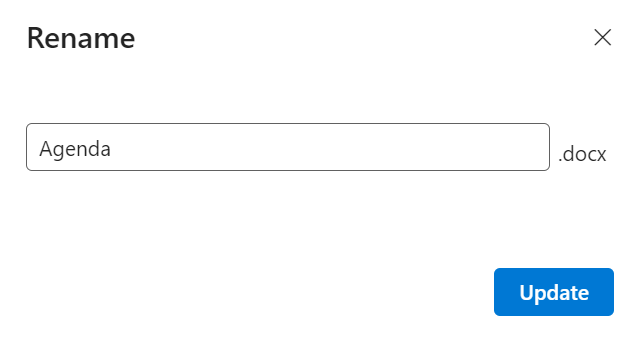 Rename
Agenda
.docx
Update